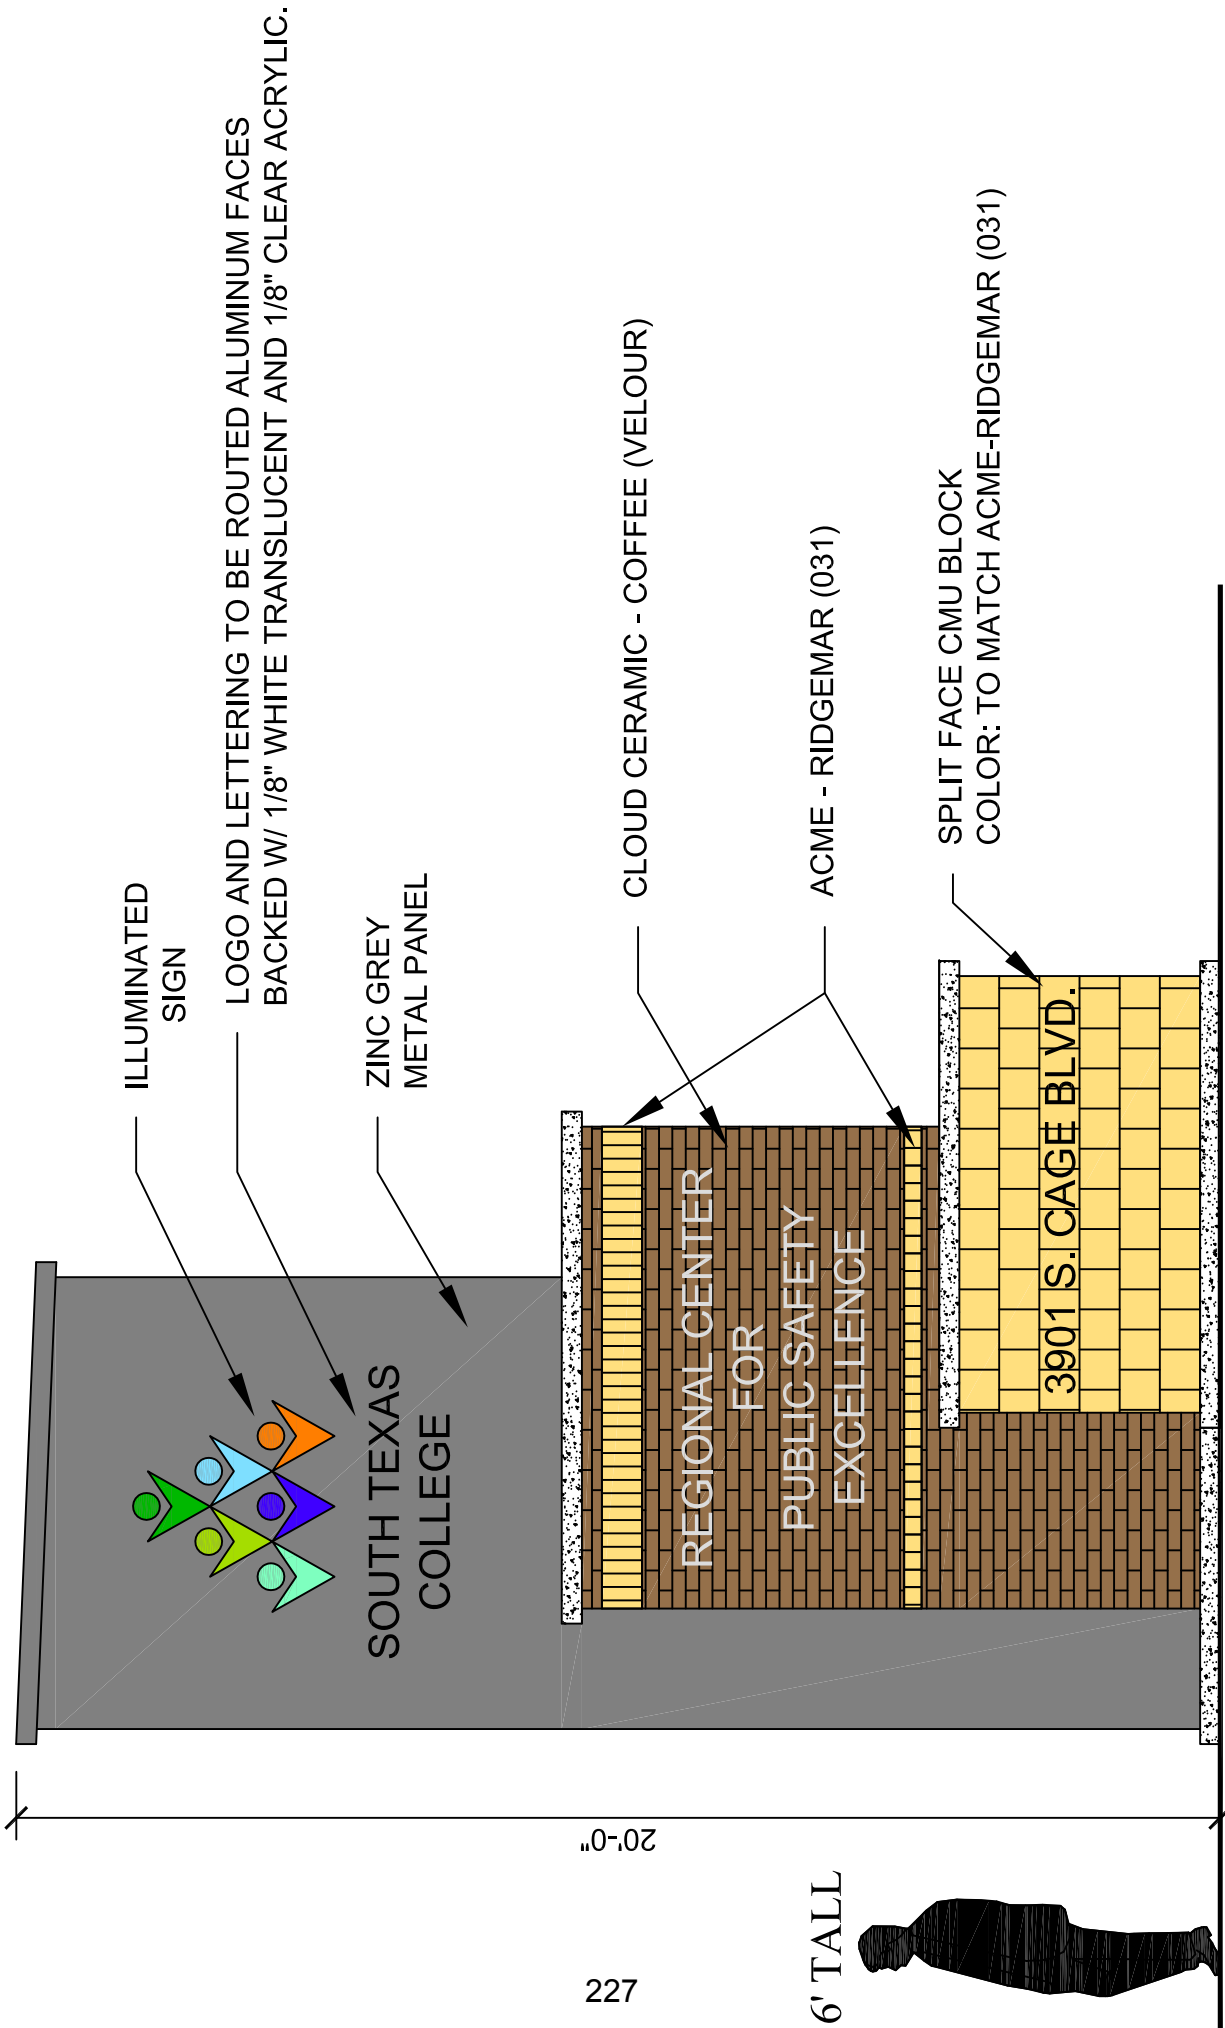 ILLUMINATED
SIGN
LOGO AND LETTERING TO BE ROUTED ALUMINUM FACES
BACKED W/ 1/8" WHITE TRANSLUCENT AND 1/8" CLEAR ACRYLIC.
ZINC GREY
METAL PANEL
SOUTH TEXAS
COLLEGE
CLOUD CERAMIC - COFFEE (VELOUR)
ACME - RIDGEMAR (031)
REGIONAL CENTER
FOR
PUBLIC SAFETY
EXCELLENCE
SPLIT FACE CMU BLOCK
COLOR: TO MATCH ACME-RIDGEMAR (031)
3901 S. CAGE BLVD.
20'-0"
6' TALL
227